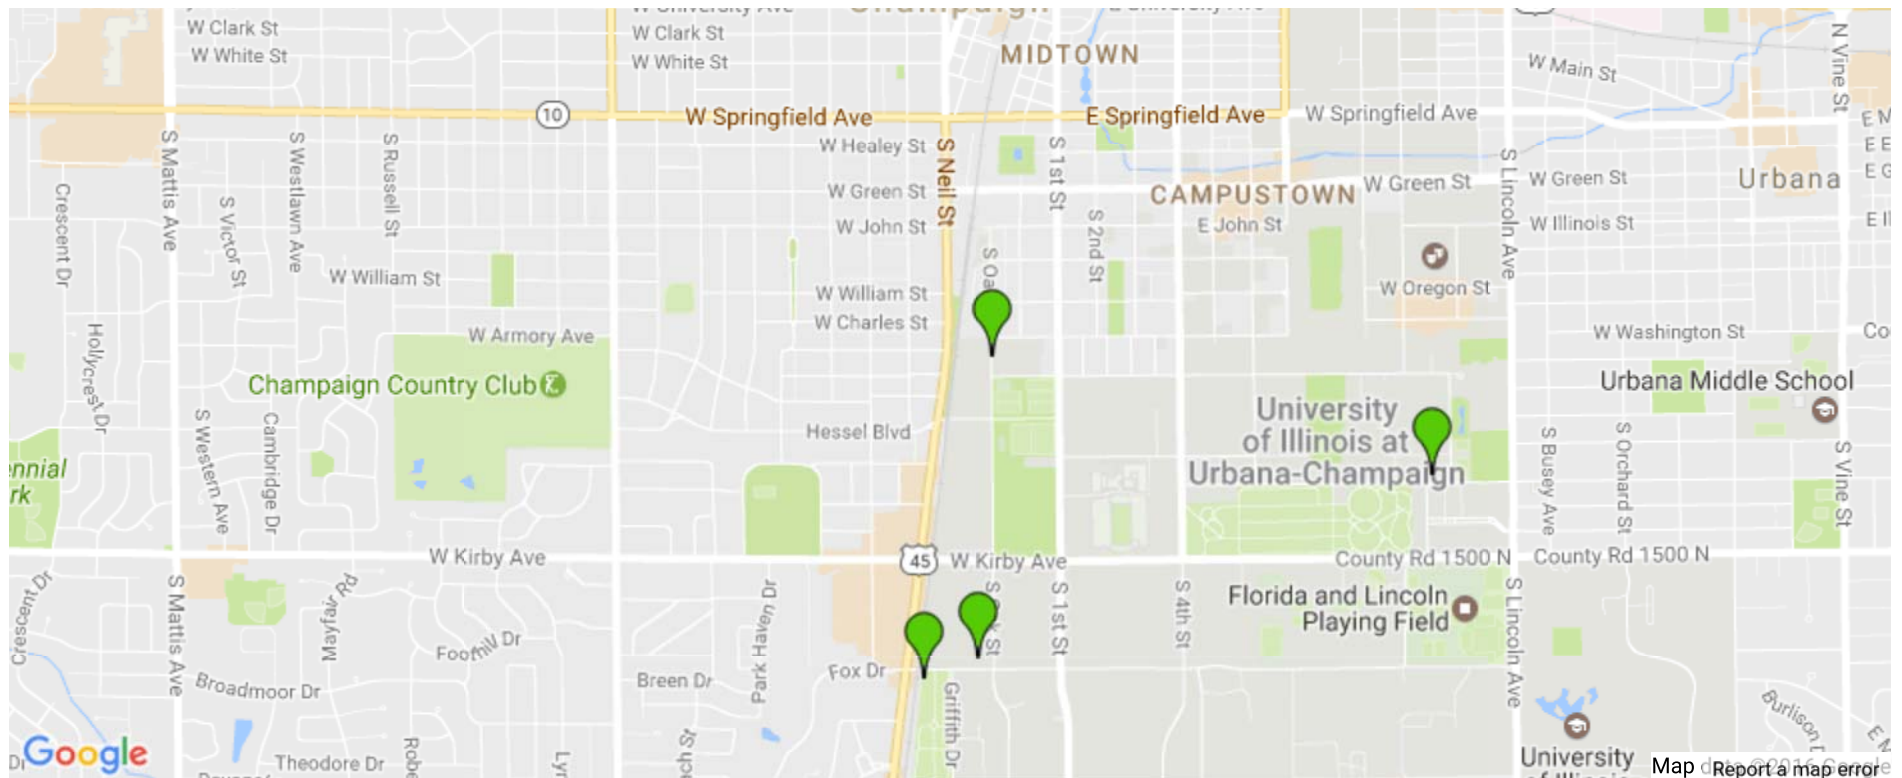 W Clark St
W White St
W Clark St
W White St
MIDTOWN
W Main St
N Vine St
10
W Springfield Ave
E Springfield Ave
W Springfield Ave
S Mattis Ave
S Westlawn Ave
S Russell St
W Healey St
S Neil St
S 1st St
S Lincoln Ave
Crescent Dr
S Victor St
W Green St
CAMPUSTOWN
W Green St
W Green St
Urbana
W John St
S 2nd St
E John St
W Illinois St
W William St
W William St
W Oregon St
W Charles St
Hollycrest Dr
W Armory Ave
W Washington St
Champaign Country Club
Urbana Middle School
University
of Illinois at
Urbana-Champaign
S Western Ave
Cambridge Dr
Hessel Blvd
S Busey Ave
S Orchard St
S Vine St
W Kirby Ave
45
W Kirby Ave
County Rd 1500 N
County Rd 1500 N
Crescent Dr
S Mattis Ave
Mayfair Rd
Foothill Dr
Park Haven Dr
S 1st St
S 4th St
Florida and Lincoln
Playing Field
S Lincoln Ave
Broadmoor Dr
Breen Dr
Fox Dr
Griffith Dr
Google
Theodore Dr
University
Map
Report a map error